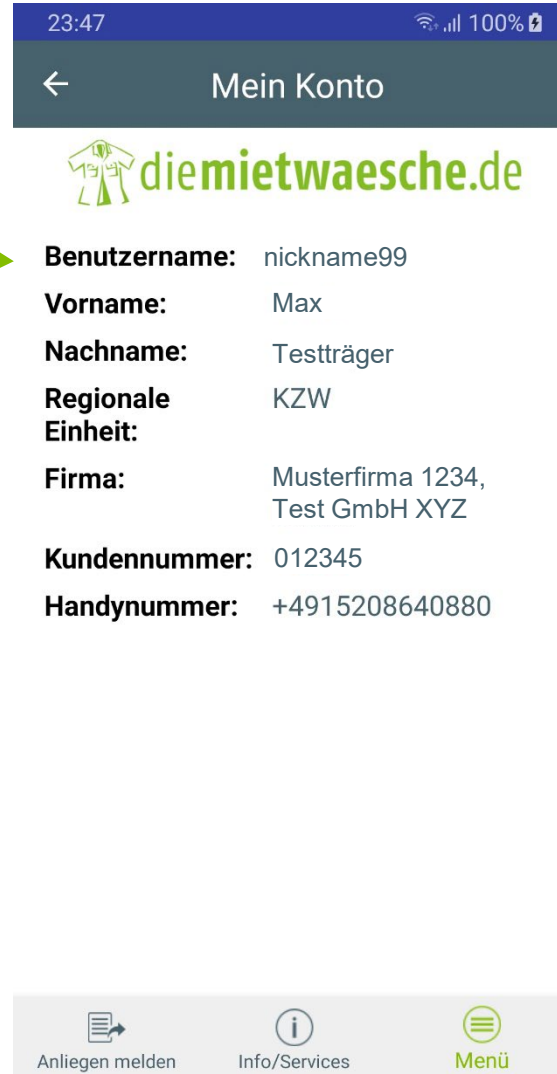 23:47 100%
Mein Konto
diemietwaesche.de
Benutzername: nickname99
Vorname: Max
Nachname: Testträger
Regionale KZW
Einheit:
Firma: Musterfirma 1234,
Test GmbH XYZ
Kundennummer: 012345
Handynummer: +4915208640880
Anliegen melden Info/Services Menü